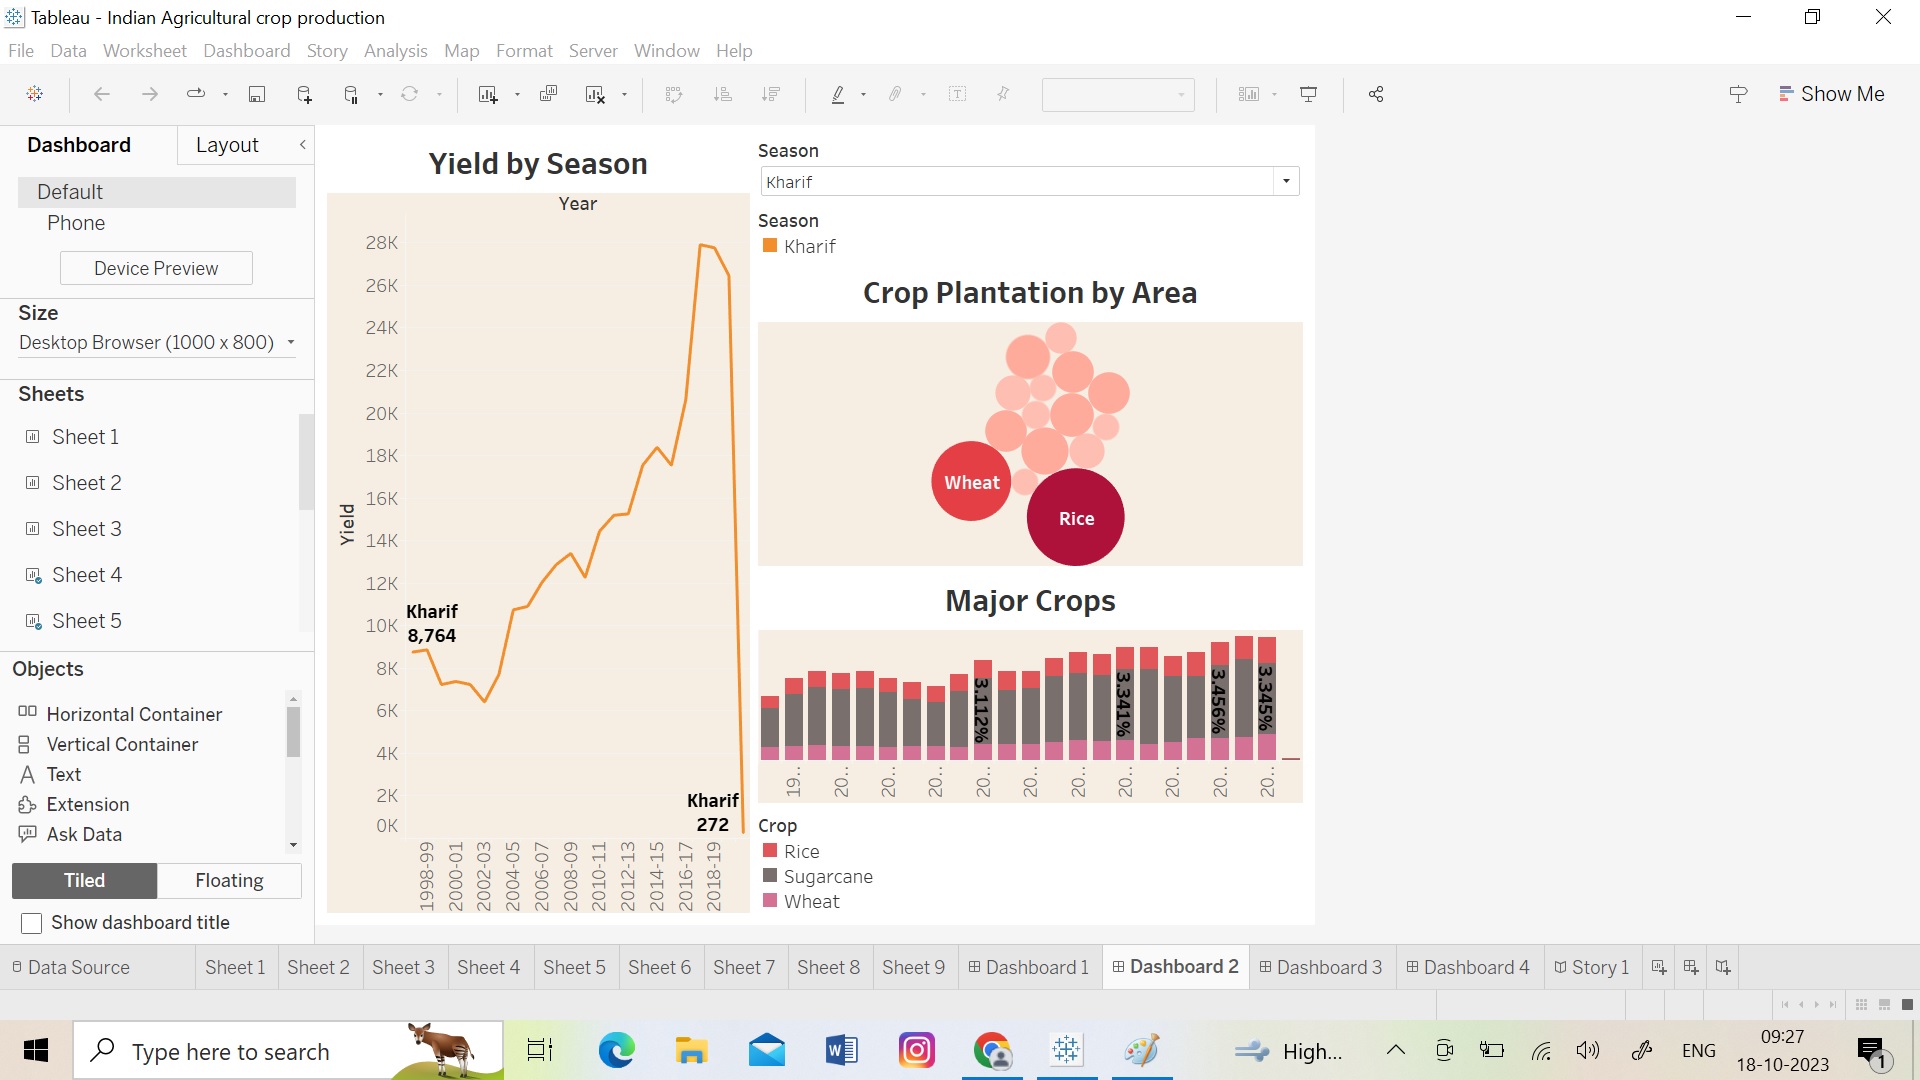 Tableau - Indian Agricultural crop production
File Data Worksheet Dashboard Story Analysis Map Format Server Window Help
Show Me
Dashboard Layout
Default
Phone
Device Preview
Size
Desktop Browser (1000 x 800)
Sheets
Sheet 1
Sheet 2
Sheet 3
Sheet 4
Sheet 5
Objects
Horizontal Container
Vertical Container
Text
Extension
Ask Data
Tiled Floating
Show dashboard title
Yield by Season
Year
Yield
28K
26K
24K
22K
20K
18K
16K
14K
12K
10K
8K
6K
4K
2K
0K
Kharif
8,764
Kharif
272
1998-99
2000-01
2002-03
2004-05
2006-07
2008-09
2010-11
2012-13
2014-15
2016-17
2018-19
Season
Kharif
Season
Kharif
Crop Plantation by Area
Wheat
Rice
Major Crops
3.112%
3.341%
3.456%
3.345%
19..
20..
20..
20..
20..
20..
20..
20..
20..
20..
20..
Crop
Rice
Sugarcane
Wheat
Data Source Sheet 1 Sheet 2 Sheet 3 Sheet 4 Sheet 5 Sheet 6 Sheet 7 Sheet 8 Sheet 9 Dashboard 1 Dashboard 2 Dashboard 3 Dashboard 4 Story 1
Type here to search
High...
ENG
09:27
18-10-2023
1